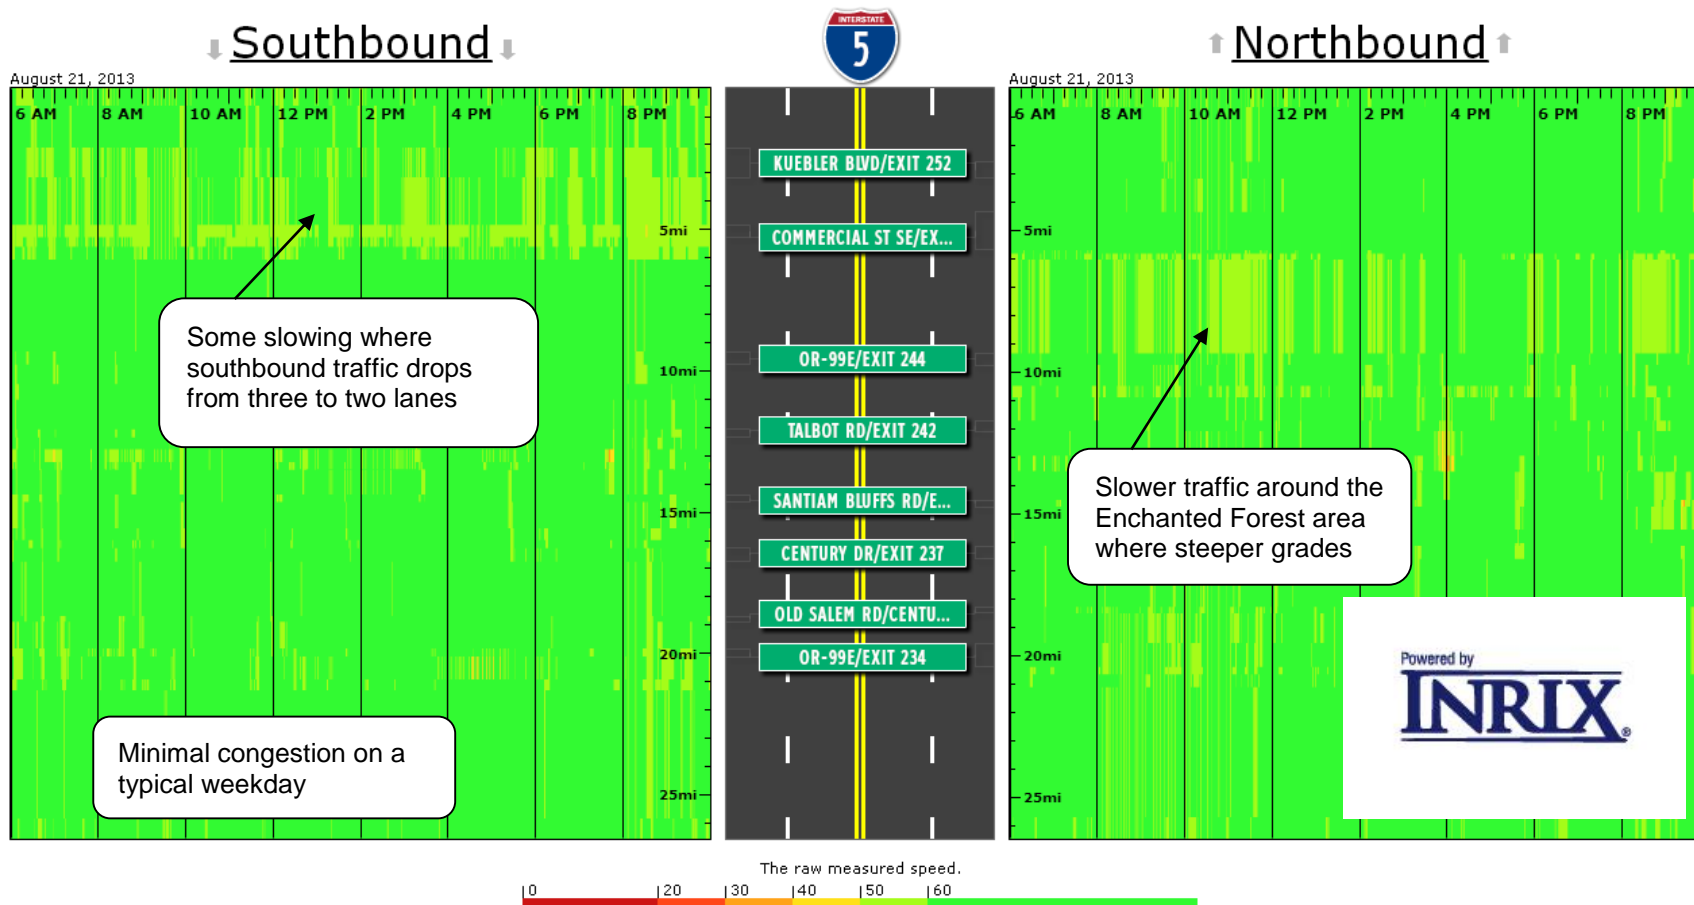 Southbound
INTERSTATE
5
Northbound
August 21, 2013
August 21, 2013
6 AM 8 AM 10 AM 12 PM 2 PM 4 PM 6 PM 8 PM
6 AM 8 AM 10 AM 12 PM 2 PM 4 PM 6 PM 8 PM
KUEBLER BLVD/EXIT 252
5mi
COMMERCIAL ST SE/EX...
5mi
Some slowing where
southbound traffic drops
from three to two lanes
10mi
OR-99E/EXIT 244
10mi
TALBOT RD/EXIT 242
Slower traffic around the
Enchanted Forest area
where steeper grades
15mi
SANTIAM BLUFFS RD/E...
15mi
CENTURY DR/EXIT 237
OLD SALEM RD/CENTU...
20mi
OR-99E/EXIT 234
20mi
Powered by
INRIX®
Minimal congestion on a
typical weekday
25mi
25mi
The raw measured speed.
0 20 30 40 50 60